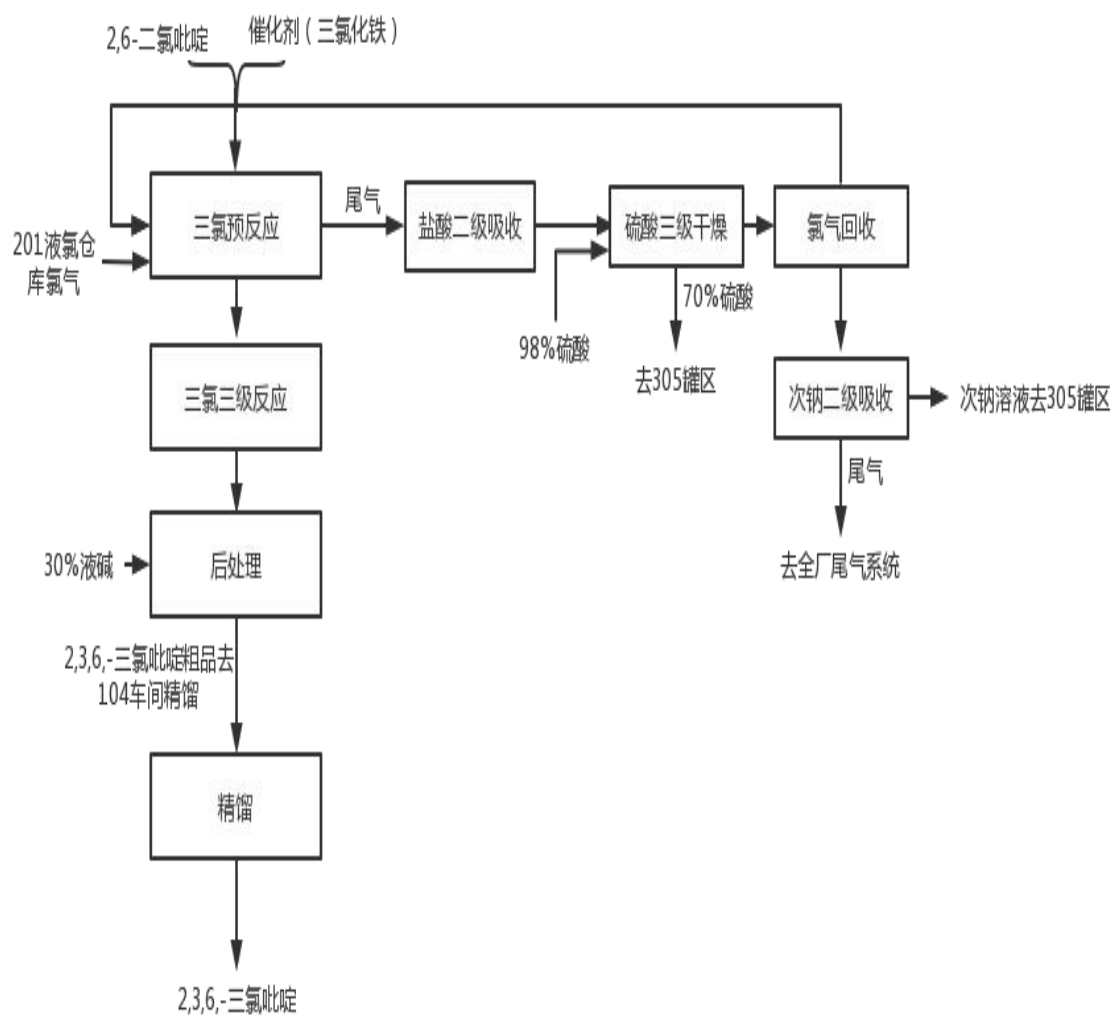 2,6-二氯吡啶
催化剂（三氯化铁）
三氯预反应
尾气
盐酸二级吸收
硫酸三级干燥
氯气回收
201液氯仓
库氯气
98%硫酸
70%硫酸
去305罐区
三氯三级反应
次钠二级吸收
次钠溶液去305罐区
尾气
去全厂尾气系统
30%液碱
后处理
2,3,6,-三氯吡啶粗品去
104车间精馏
精馏
2,3,6,-三氯吡啶